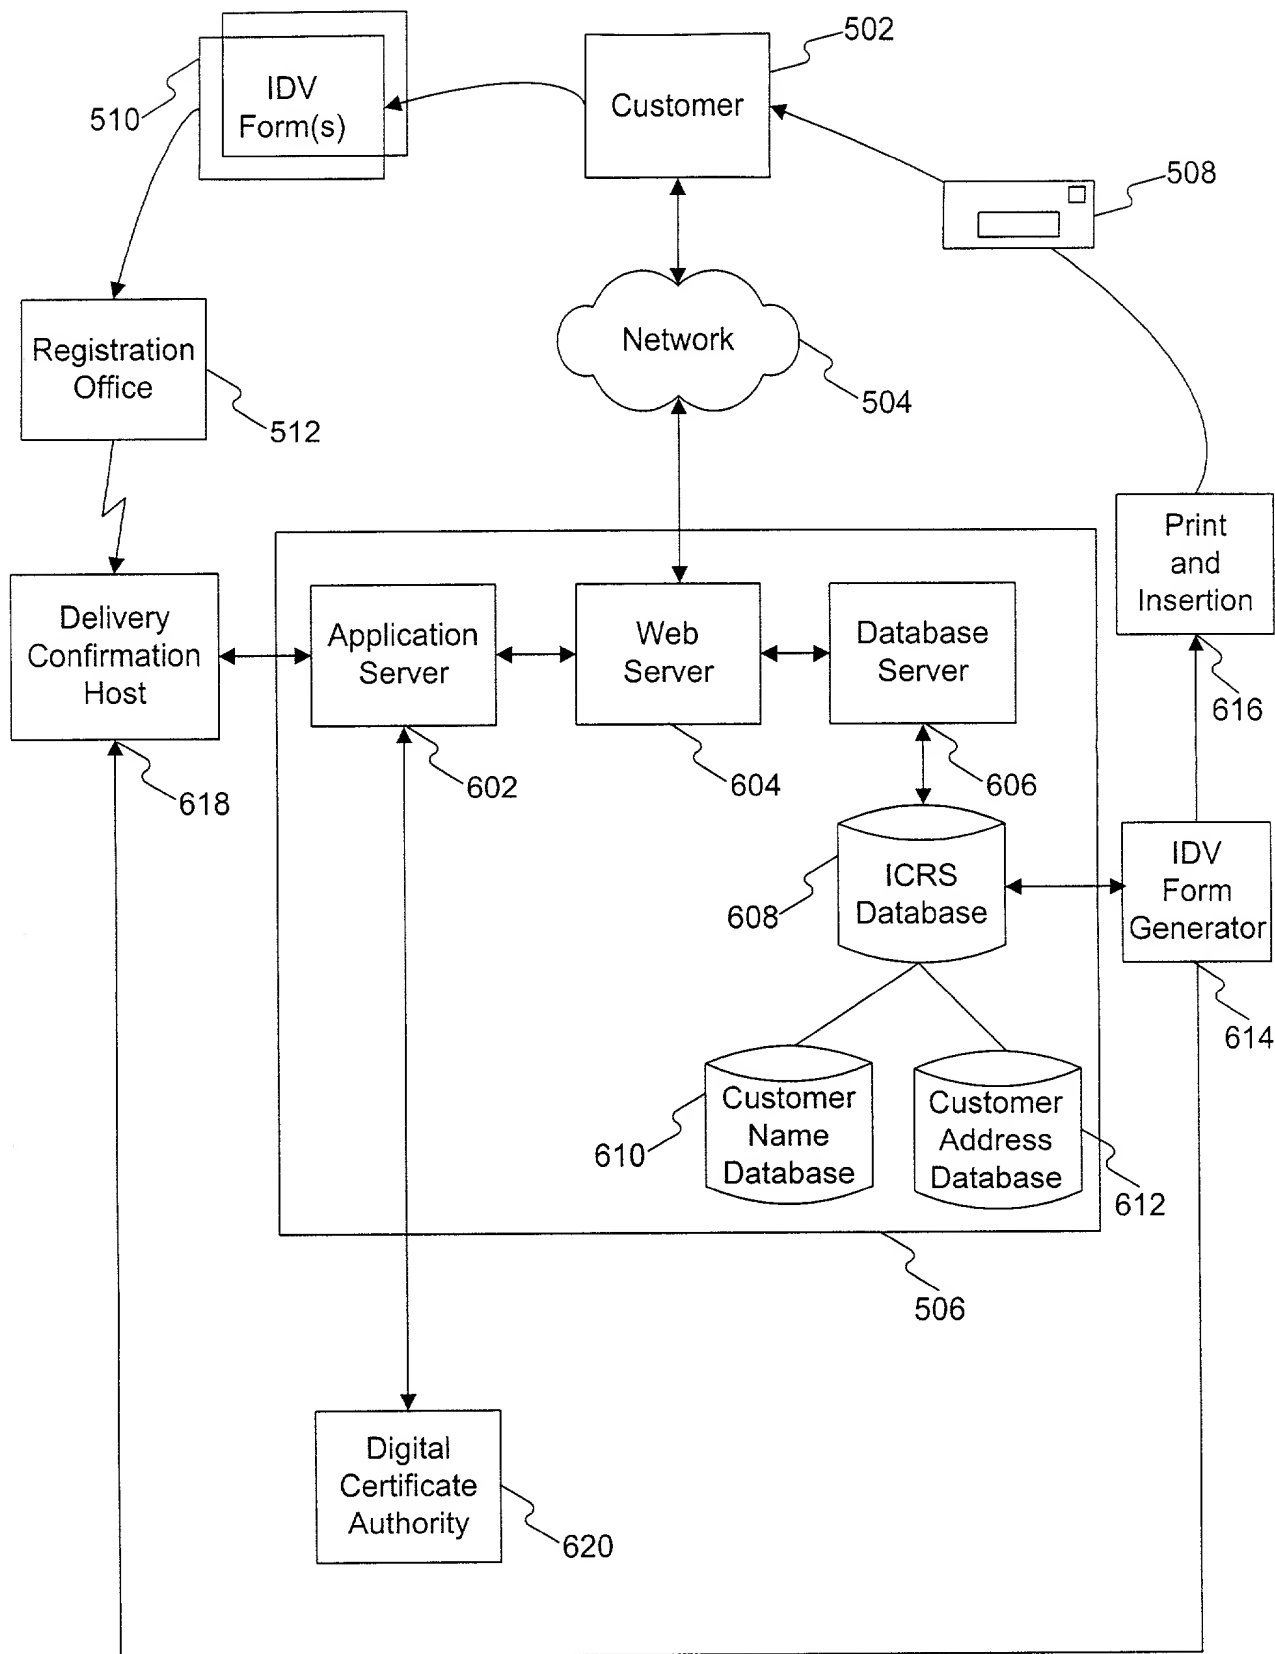 502
IDV
Form(s)
510
Customer
508
Network
504
Registration
Office
512
Print
and
Insertion
616
Delivery
Confirmation
Host
618
Application
Server
602
Web
Server
604
Database
Server
606
ICRS
Database
608
IDV
Form
Generator
614
Customer
Name
Database
610
Customer
Address
Database
612
506
Digital
Certificate
Authority
620